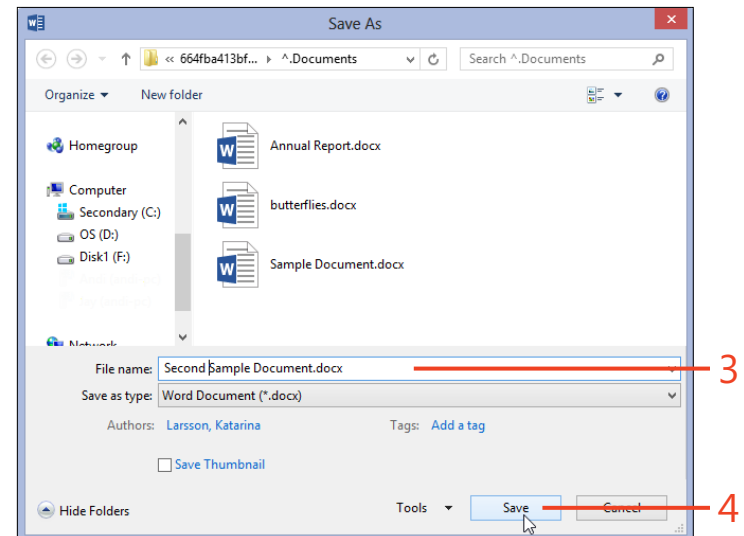 Save As
« 664fba413bf... ▸ ^.Documents
Search ^.Documents
Organize
New folder
Homegroup
Computer
Secondary (C:)
OS (D:)
Disk1 (F:)
Network
Annual Report.docx
butterflies.docx
Sample Document.docx
File name: Second Sample Document.docx
3
Save as type: Word Document (*.docx)
Authors: Larsson, Katarina
Tags: Add a tag
Save Thumbnail
Hide Folders
Tools
Save
Cancel
4